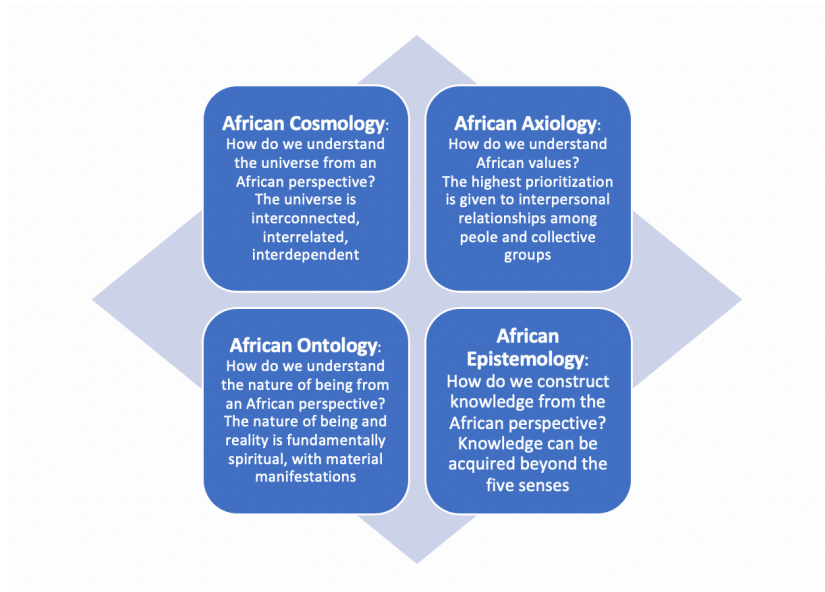 African Cosmology:
How do we understand
the universe from an
African perspective?
The universe is
interconnected,
interrelated,
interdependent
African Axiology:
How do we understand
African values?
The highest prioritization
is given to interpersonal
relationships among
peole and collective
groups
African Ontology:
How do we understand
the nature of being from
an African perspective?
The nature of being and
reality is fundamentally
spiritual, with material
manifestations
African
Epistemology:
How do we construct
knowledge from the
African perspective?
Knowledge can be
acquired beyond the
five senses